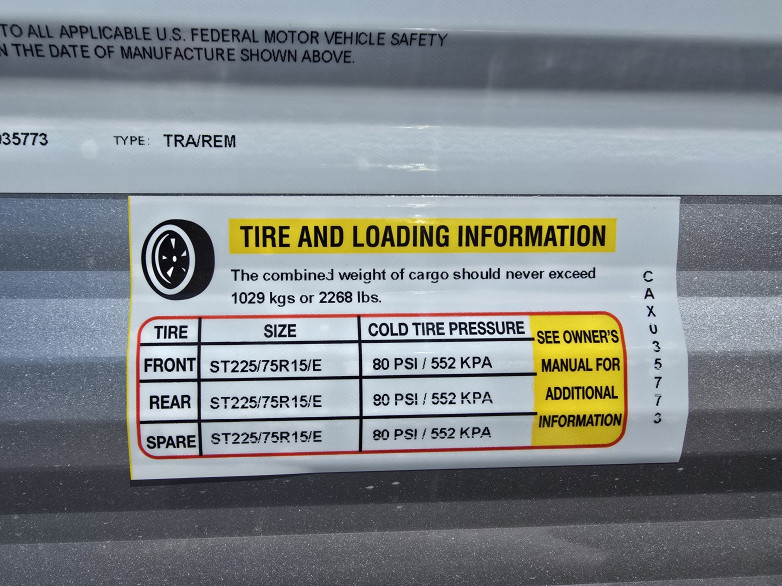 TO ALL APPLICABLE U.S. FEDERAL MOTOR VEHICLE SAFETY
N THE DATE OF MANUFACTURE SHOWN ABOVE.
035773 TYPE: TRA/REM
TIRE AND LOADING INFORMATION
The combined weight of cargo should never exceed
1029 kgs or 2268 lbs.
TIRE SIZE COLD TIRE PRESSURE
FRONT ST225/75R15/E 80 PSI / 552 KPA
REAR ST225/75R15/E 80 PSI / 552 KPA
SPARE ST225/75R15/E 80 PSI / 552 KPA
SEE OWNER'S
MANUAL FOR
ADDITIONAL
INFORMATION
CAX035773